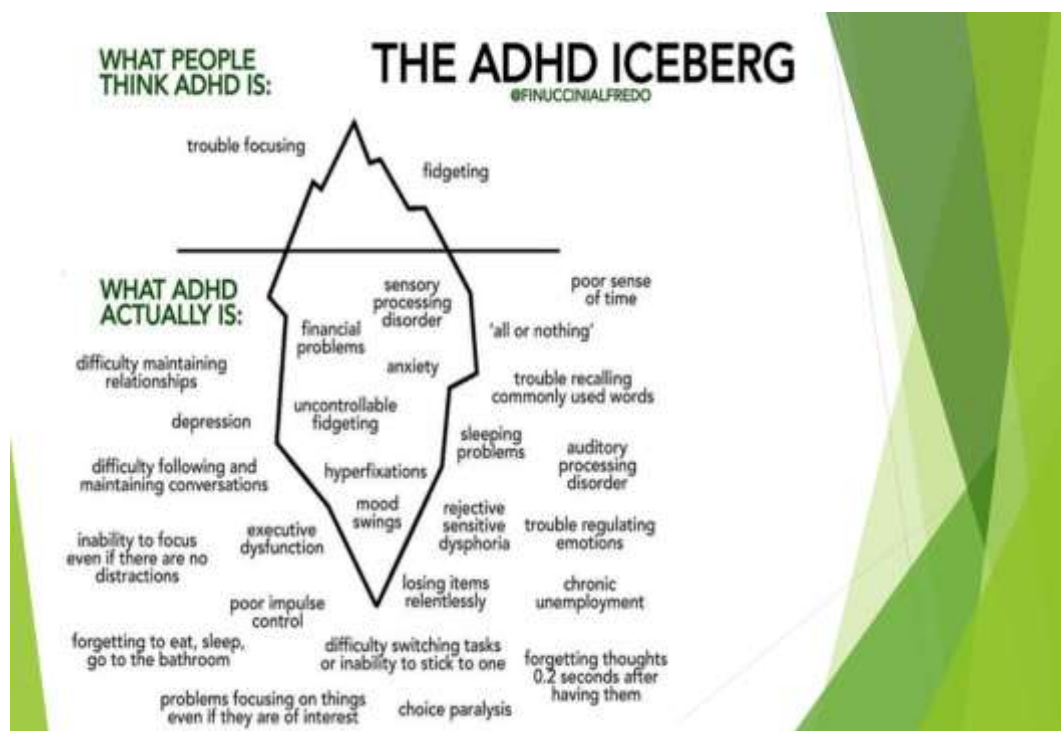 WHAT PEOPLE
THINK ADHD IS:
THE ADHD ICEBERG
@FINUCCINIALFREDO
trouble focusing
fidgeting
WHAT ADHD
ACTUALLY IS:
sensory
processing
disorder
poor sense
of time
financial
problems
'all or nothing'
difficulty maintaining
relationships
anxiety
trouble recalling
commonly used words
depression
uncontrollable
fidgeting
sleeping
problems
auditory
processing
disorder
difficulty following and
maintaining conversations
hyperfixations
mood
swings
rejective
sensitive
dysphoria
trouble regulating
emotions
inability to focus
even if there are no
distractions
executive
dysfunction
losing items
relentlessly
chronic
unemployment
poor impulse
control
forgetting to eat, sleep,
go to the bathroom
difficulty switching tasks
or inability to stick to one
forgetting thoughts
0.2 seconds after
having them
problems focusing on things
even if they are of interest
choice paralysis